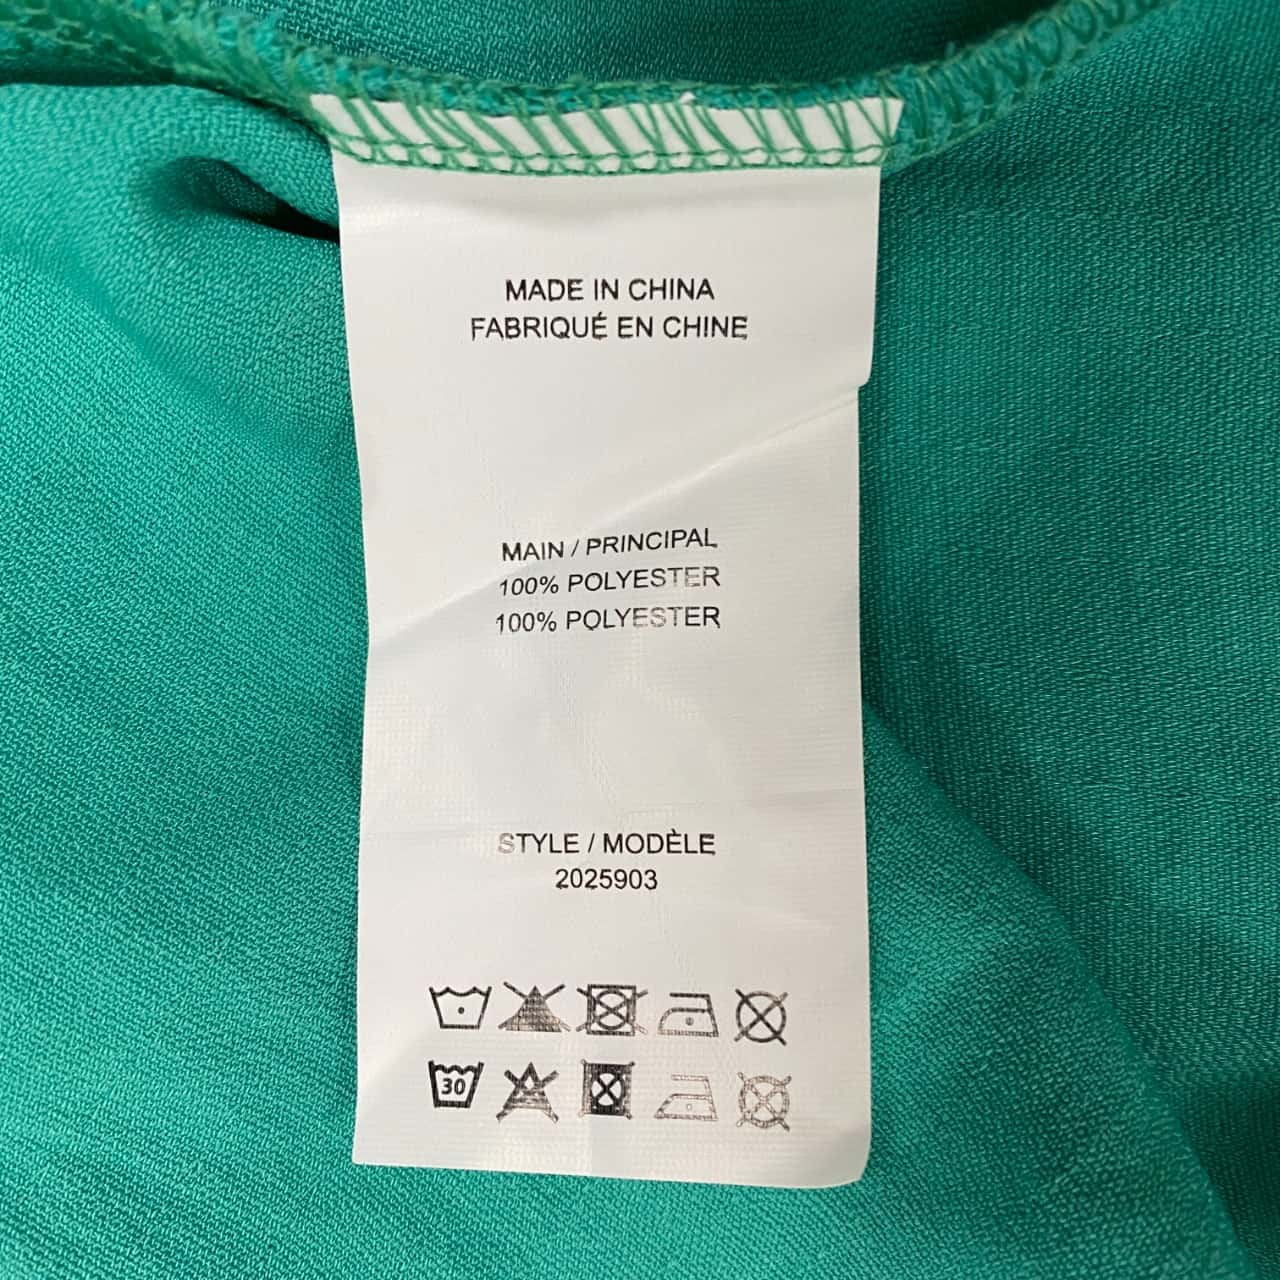 MADE IN CHINA
FABRIQUÉ EN CHINE
MAIN / PRINCIPAL
100% POLYESTER
100% POLYESTER
STYLE / MODÈLE
2025903
30